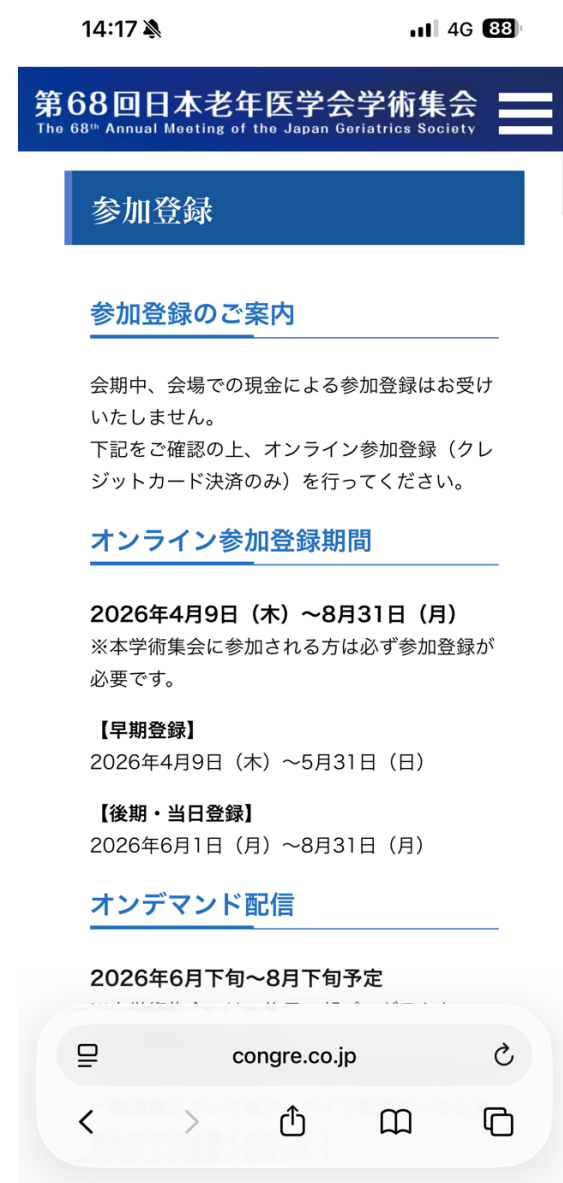 14:17
4G 88
第68回日本老年医学会学術集会
The 68th Annual Meeting of the Japan Geriatrics Society
参加登録
参加登録のご案内
会期中、会場での現金による参加登録はお受け
いたしません。
下記をご確認の上、オンライン参加登録（クレ
ジットカード決済のみ）を行ってください。
オンライン参加登録期間
2026年4月9日（木）～8月31日（月）
※本学術集会に参加される方は必ず参加登録が
必要です。
【早期登録】
2026年4月9日（木）～5月31日（日）
【後期・当日登録】
2026年6月1日（月）～8月31日（月）
オンデマンド配信
2026年6月下旬～8月下旬予定
congre.co.jp